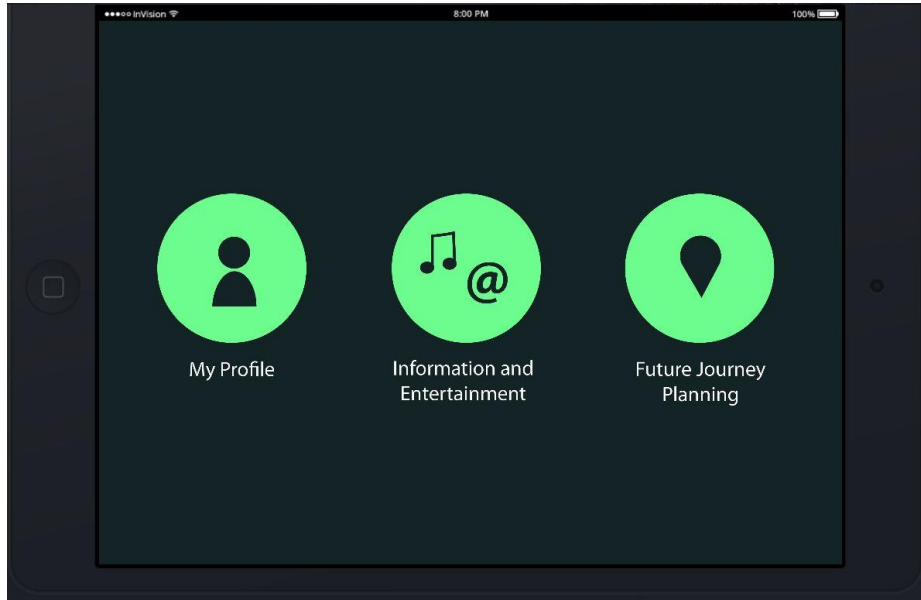 InVision
8:00 PM
100%
@
My Profile
Information and
Entertainment
Future Journey
Planning